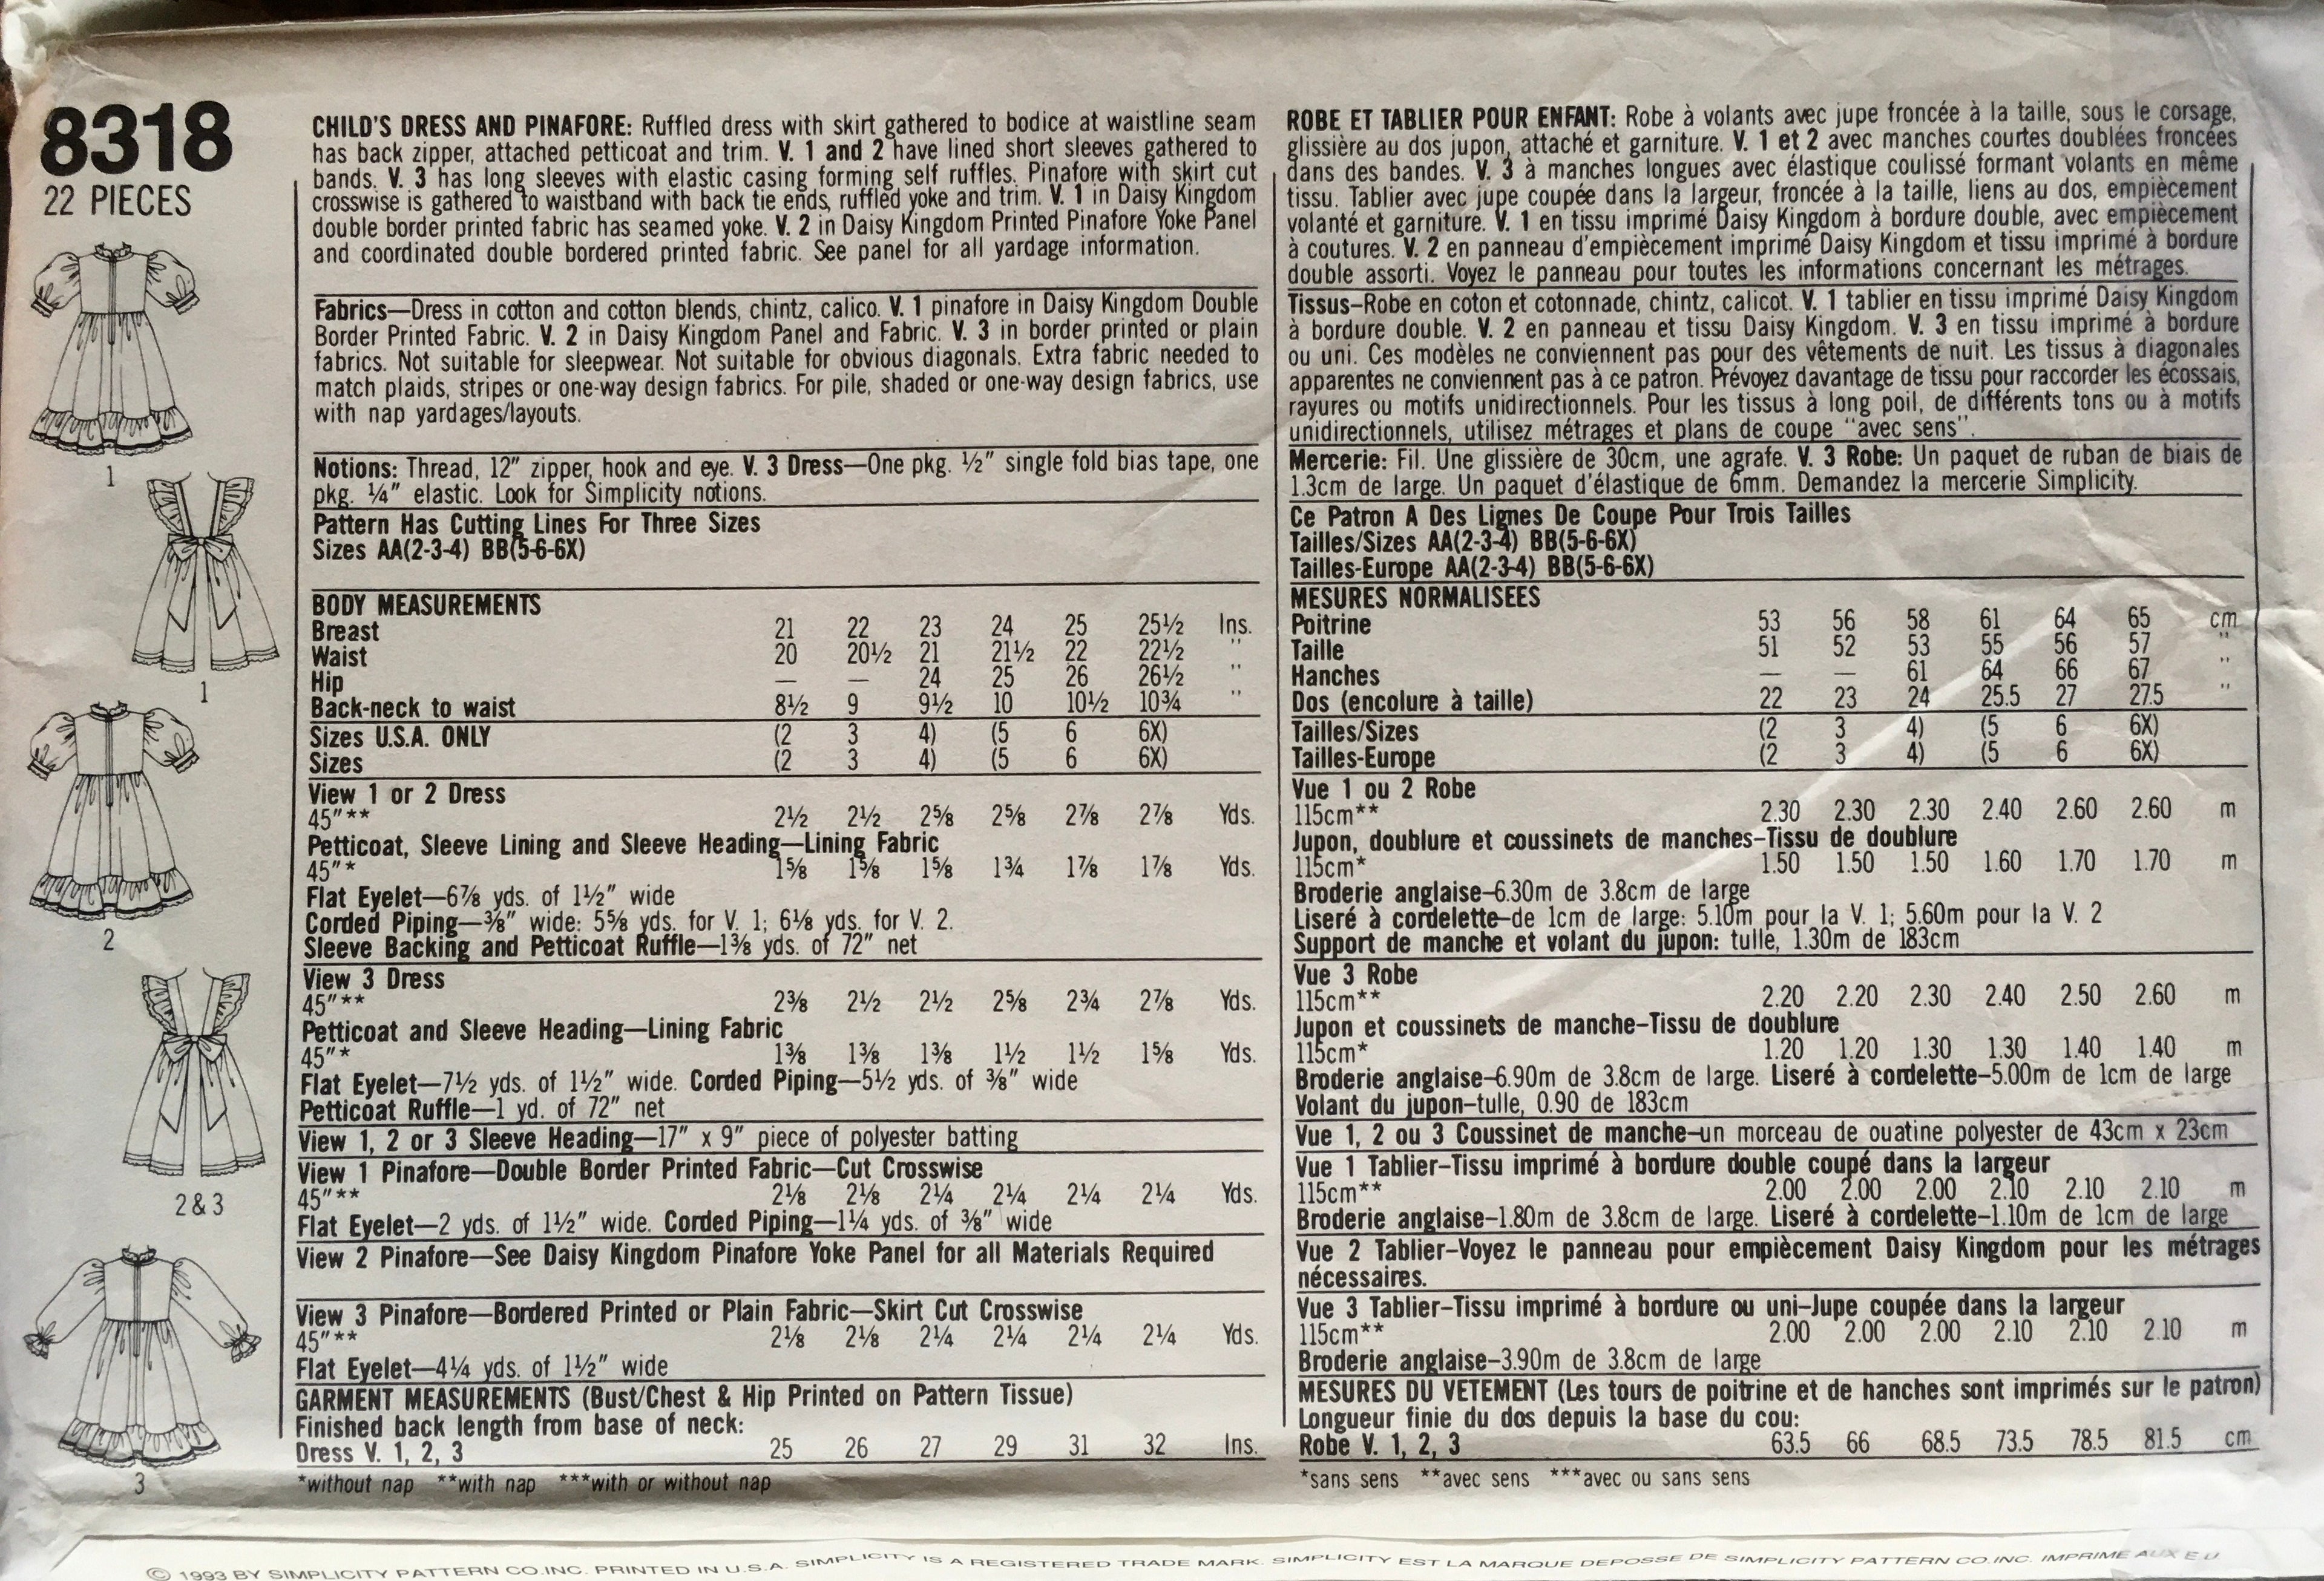 8318
22 PIECES
1
1
2
2 & 3
3
CHILD'S DRESS AND PINAFORE: Ruffled dress with skirt gathered to bodice at waistline seam
has back zipper, attached petticoat and trim. V. 1 and 2 have lined short sleeves gathered to
bands. V. 3 has long sleeves with elastic casing forming self ruffles. Pinafore with skirt cut
crosswise is gathered to waistband with back tie ends, ruffled yoke and trim. V. 1 in Daisy Kingdom
double border printed fabric has seamed yoke. V. 2 in Daisy Kingdom Printed Pinafore Yoke Panel
and coordinated double bordered printed fabric. See panel for all yardage information.
Fabrics—Dress in cotton and cotton blends, chintz, calico. V. 1 pinafore in Daisy Kingdom Double
Border Printed Fabric. V. 2 in Daisy Kingdom Panel and Fabric. V. 3 in border printed or plain
fabrics. Not suitable for sleepwear. Not suitable for obvious diagonals. Extra fabric needed to
match plaids, stripes or one-way design fabrics. For pile, shaded or one-way design fabrics, use
with nap yardages/layouts.
Notions: Thread, 12" zipper, hook and eye. V. 3 Dress—One pkg. ½" single fold bias tape, one
pkg. ¼" elastic. Look for Simplicity notions.
Pattern Has Cutting Lines For Three Sizes
Sizes AA(2-3-4) BB(5-6-6X)
BODY MEASUREMENTS
Breast 21 22 23 24 25 25½ Ins.
Waist 20 20½ 21 21½ 22 22½ "
Hip — — 24 25 26 26½ "
Back-neck to waist 8½ 9 9½ 10 10½ 10¾ "
Sizes U.S.A. ONLY (2 3 4) (5 6 6X)
Sizes (2 3 4) (5 6 6X)
View 1 or 2 Dress
45"** 2½ 2½ 2⅝ 2⅝ 2⅞ 2⅞ Yds.
Petticoat, Sleeve Lining and Sleeve Heading—Lining Fabric
45"* 1⅝ 1⅝ 1⅝ 1¾ 1⅞ 1⅞ Yds.
Flat Eyelet—6⅞ yds. of 1½" wide
Corded Piping—⅜" wide: 5⅝ yds. for V. 1; 6⅛ yds. for V. 2.
Sleeve Backing and Petticoat Ruffle—1⅜ yds. of 72" net
View 3 Dress
45"** 2⅜ 2½ 2½ 2⅝ 2¾ 2⅞ Yds.
Petticoat and Sleeve Heading—Lining Fabric
45"* 1⅜ 1⅜ 1⅜ 1½ 1½ 1⅝ Yds.
Flat Eyelet—7½ yds. of 1½" wide. Corded Piping—5½ yds. of ⅜" wide
Petticoat Ruffle—1 yd. of 72" net
View 1, 2 or 3 Sleeve Heading—17" x 9" piece of polyester batting
View 1 Pinafore—Double Border Printed Fabric—Cut Crosswise
45"** 2⅛ 2⅛ 2¼ 2¼ 2¼ 2¼ Yds.
Flat Eyelet—2 yds. of 1½" wide. Corded Piping—1¼ yds. of ⅜" wide
View 2 Pinafore—See Daisy Kingdom Pinafore Yoke Panel for all Materials Required
View 3 Pinafore—Bordered Printed or Plain Fabric—Skirt Cut Crosswise
45"** 2⅛ 2⅛ 2¼ 2¼ 2¼ 2¼ Yds.
Flat Eyelet—4¼ yds. of 1½" wide
GARMENT MEASUREMENTS (Bust/Chest & Hip Printed on Pattern Tissue)
Finished back length from base of neck:
Dress V. 1, 2, 3 25 26 27 29 31 32 Ins.
*without nap **with nap ***with or without nap
ROBE ET TABLIER POUR ENFANT: Robe à volants avec jupe froncée à la taille, sous le corsage,
glissière au dos jupon, attaché et garniture. V. 1 et 2 avec manches courtes doublées froncées
dans des bandes. V. 3 à manches longues avec élastique coulissé formant volants en même
tissu. Tablier avec jupe coupée dans la largeur, froncée à la taille, liens au dos, empiècement
volanté et garniture. V. 1 en tissu imprimé Daisy Kingdom à bordure double, avec empiècement
à coutures. V. 2 en panneau d'empiècement imprimé Daisy Kingdom et tissu imprimé à bordure
double assorti. Voyez le panneau pour toutes les informations concernant les métrages.
Tissus–Robe en coton et cotonnade, chintz, calicot. V. 1 tablier en tissu imprimé Daisy Kingdom
à bordure double. V. 2 en panneau et tissu Daisy Kingdom. V. 3 en tissu imprimé à bordure
ou uni. Ces modèles ne conviennent pas pour des vêtements de nuit. Les tissus à diagonales
apparentes ne conviennent pas à ce patron. Prévoyez davantage de tissu pour raccorder les écossais,
rayures ou motifs unidirectionnels. Pour les tissus à long poil, de différents tons ou à motifs
unidirectionnels, utilisez métrages et plans de coupe "avec sens".
Mercerie: Fil. Une glissière de 30cm, une agrafe. V. 3 Robe: Un paquet de ruban de biais de
1.3cm de large. Un paquet d'élastique de 6mm. Demandez la mercerie Simplicity.
Ce Patron A Des Lignes De Coupe Pour Trois Tailles
Tailles/Sizes AA(2-3-4) BB(5-6-6X)
Tailles-Europe AA(2-3-4) BB(5-6-6X)
MESURES NORMALISEES
Poitrine 53 56 58 61 64 65 cm
Taille 51 52 53 55 56 57 "
Hanches — — 61 64 66 67 "
Dos (encolure à taille) 22 23 24 25.5 27 27.5 "
Tailles/Sizes (2 3 4) (5 6 6X)
Tailles-Europe (2 3 4) (5 6 6X)
Vue 1 ou 2 Robe
115cm** 2.30 2.30 2.30 2.40 2.60 2.60 m
Jupon, doublure et coussinets de manches–Tissu de doublure
115cm* 1.50 1.50 1.50 1.60 1.70 1.70 m
Broderie anglaise–6.30m de 3.8cm de large
Liseré à cordelette–de 1cm de large: 5.10m pour la V. 1; 5.60m pour la V. 2
Support de manche et volant du jupon: tulle, 1.30m de 183cm
Vue 3 Robe
115cm** 2.20 2.20 2.30 2.40 2.50 2.60 m
Jupon et coussinets de manche–Tissu de doublure
115cm* 1.20 1.20 1.30 1.30 1.40 1.40 m
Broderie anglaise–6.90m de 3.8cm de large. Liseré à cordelette–5.00m de 1cm de large
Volant du jupon–tulle, 0.90 de 183cm
Vue 1, 2 ou 3 Coussinet de manche–un morceau de ouatine polyester de 43cm x 23cm
Vue 1 Tablier–Tissu imprimé à bordure double coupé dans la largeur
115cm** 2.00 2.00 2.00 2.10 2.10 2.10 m
Broderie anglaise–1.80m de 3.8cm de large. Liseré à cordelette–1.10m de 1cm de large
Vue 2 Tablier–Voyez le panneau pour empiècement Daisy Kingdom pour les métrages
nécessaires.
Vue 3 Tablier–Tissu imprimé à bordure ou uni–Jupe coupée dans la largeur
115cm** 2.00 2.00 2.00 2.10 2.10 2.10 m
Broderie anglaise–3.90m de 3.8cm de large
MESURES DU VETEMENT (Les tours de poitrine et de hanches sont imprimés sur le patron)
Longueur finie du dos depuis la base du cou:
Robe V. 1, 2, 3 63.5 66 68.5 73.5 78.5 81.5 cm
*sans sens **avec sens ***avec ou sans sens
© 1993 BY SIMPLICITY PATTERN CO.INC. PRINTED IN U.S.A. SIMPLICITY IS A REGISTERED TRADE MARK. SIMPLICITY EST LA MARQUE DEPOSSE DE SIMPLICITY PATTERN CO.INC. IMPRIME AUX E.U